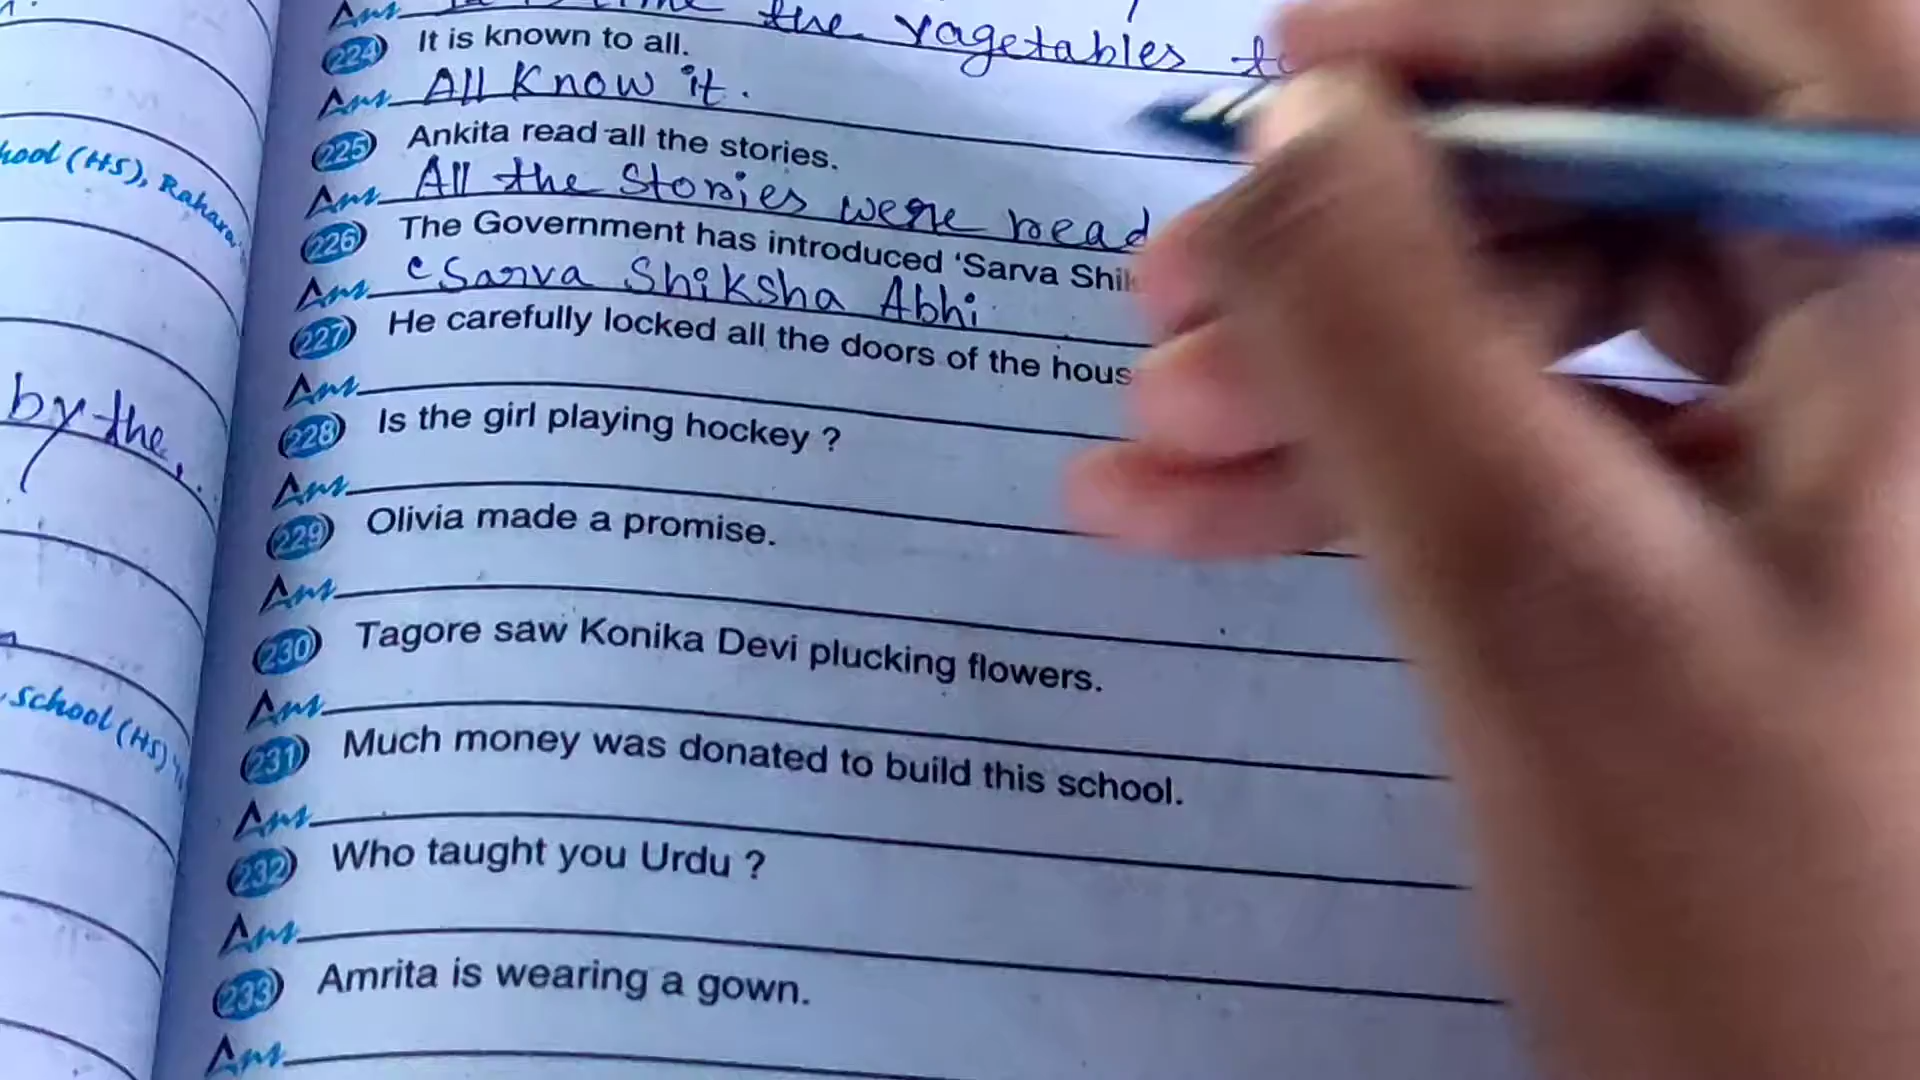 Ans the vagetables to
224 It is known to all.
Ans All Know it.
225 Ankita read all the stories.
Ans All the Stories were read
226 The Government has introduced 'Sarva Shik
Ans Sarva Shiksha Abhi
227 He carefully locked all the doors of the hous
Ans
228 Is the girl playing hockey ?
Ans
229 Olivia made a promise.
Ans
230 Tagore saw Konika Devi plucking flowers.
Ans
231 Much money was donated to build this school.
Ans
232 Who taught you Urdu ?
Ans
233 Amrita is wearing a gown.
Ans
hool (HS), Rahara
by the
School (HS)